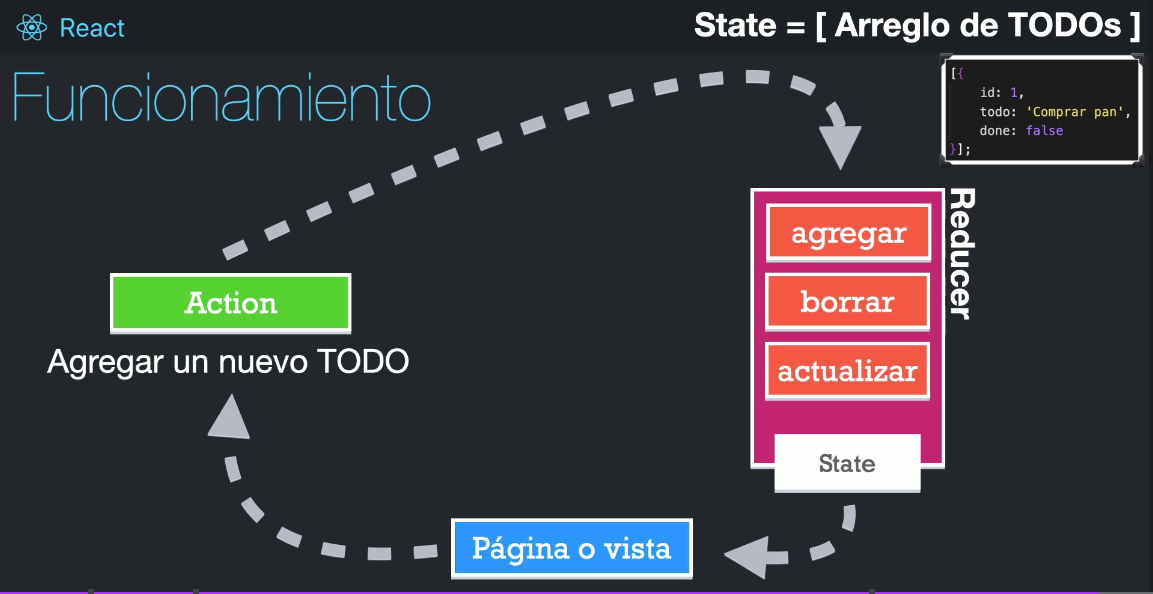 React
State = [ Arreglo de TODOs ]
Funcionamiento
[{
id: 1,
todo: 'Comprar pan',
done: false
}];
Reducer
agregar
borrar
actualizar
State
Action
Agregar un nuevo TODO
Página o vista